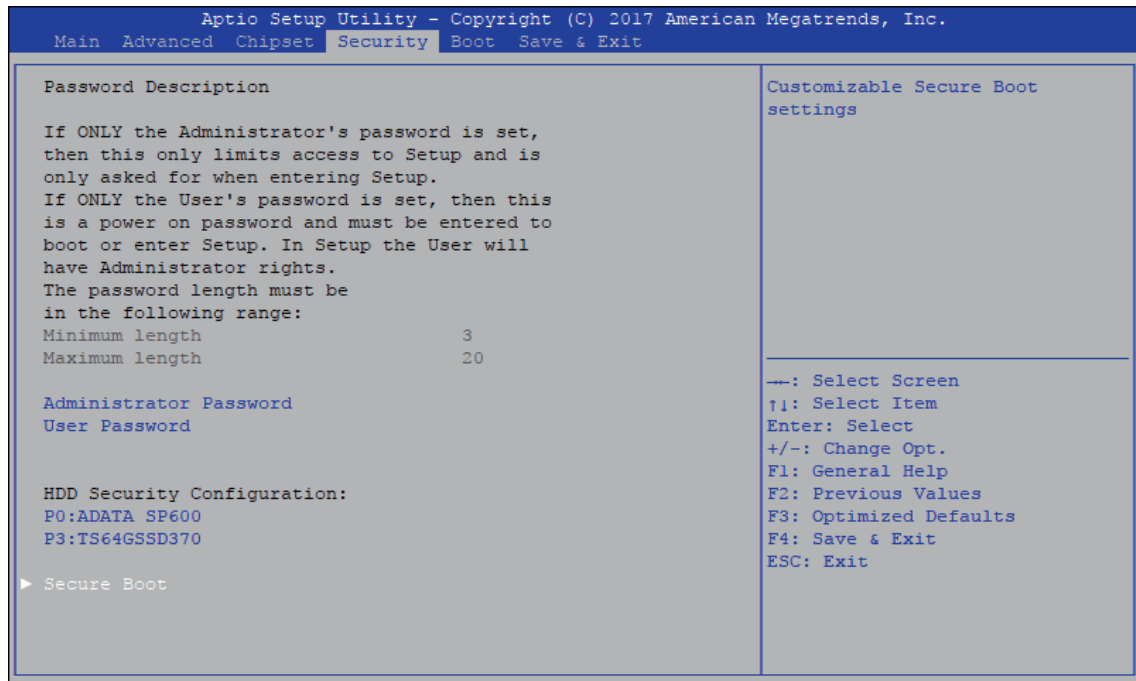 Aptio Setup Utility - Copyright (C) 2017 American Megatrends, Inc.
Main Advanced Chipset Security Boot Save & Exit
Password Description
If ONLY the Administrator's password is set,
then this only limits access to Setup and is
only asked for when entering Setup.
If ONLY the User's password is set, then this
is a power on password and must be entered to
boot or enter Setup. In Setup the User will
have Administrator rights.
The password length must be
in the following range:
Minimum length 3
Maximum length 20
Administrator Password
User Password
HDD Security Configuration:
P0:ADATA SP600
P3:TS64GSSD370
► Secure Boot
Customizable Secure Boot
settings
→←: Select Screen
↑↓: Select Item
Enter: Select
+/-: Change Opt.
F1: General Help
F2: Previous Values
F3: Optimized Defaults
F4: Save & Exit
ESC: Exit